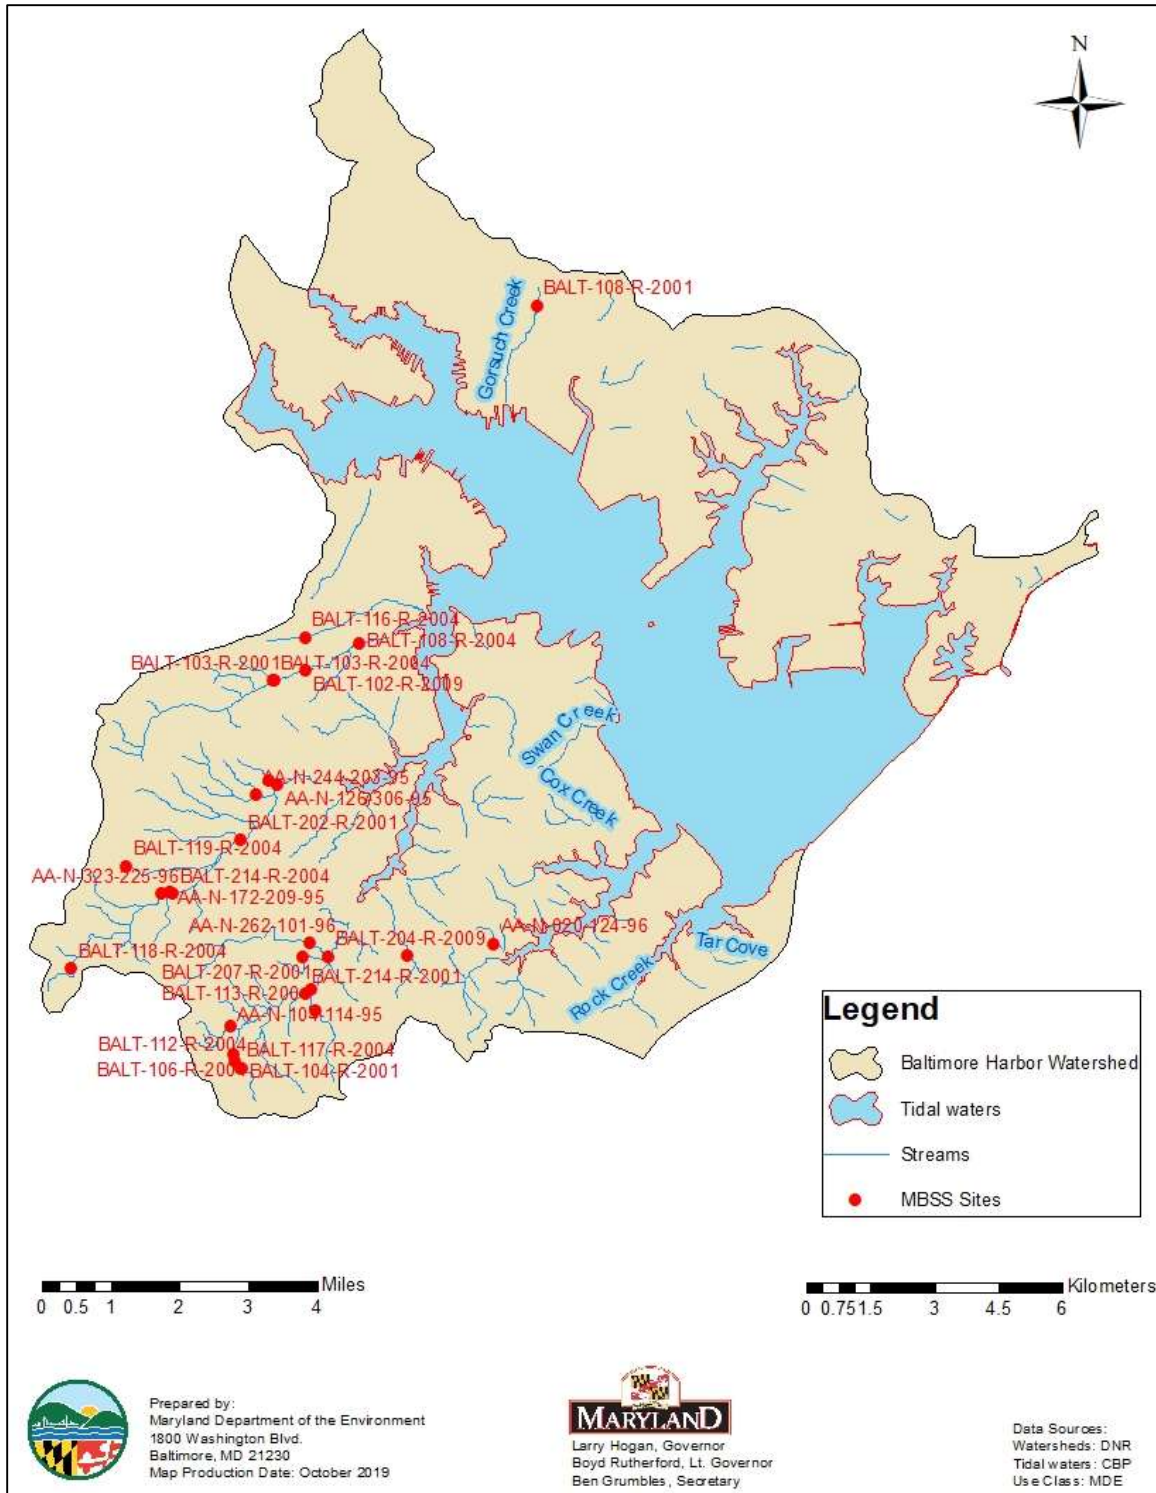 N
BALT-108-R-2001
Gorsuch Creek
BALT-116-R-2004
BALT-108-R-2004
BALT-103-R-2001
BALT-103-R-2004
BALT-102-R-2009
Swan Creek
Cox Creek
AA-N-244-203-95
AA-N-126-306-95
BALT-202-R-2001
BALT-119-R-2004
AA-N-323-225-96
BALT-214-R-2004
AA-N-172-209-95
AA-N-262-101-96
AA-N-020-124-96
BALT-204-R-2009
Tar Cove
BALT-118-R-2004
BALT-207-R-2001
BALT-214-R-2001
Rock Creek
BALT-113-R-200
AA-N-104-114-95
BALT-112-R-2004
BALT-117-R-2004
BALT-106-R-200
BALT-104-R-2001
Legend
Baltimore Harbor Watershed
Tidal waters
Streams
MBSS Sites
Miles
0 0.5 1 2 3 4
Kilometers
0 0.75 1.5 3 4.5 6
Prepared by:
Maryland Department of the Environment
1800 Washington Blvd.
Baltimore, MD 21230
Map Production Date: October 2019
MARYLAND
Larry Hogan, Governor
Boyd Rutherford, Lt. Governor
Ben Grumbles, Secretary
Data Sources:
Watersheds: DNR
Tidal waters: CBP
Use Class: MDE